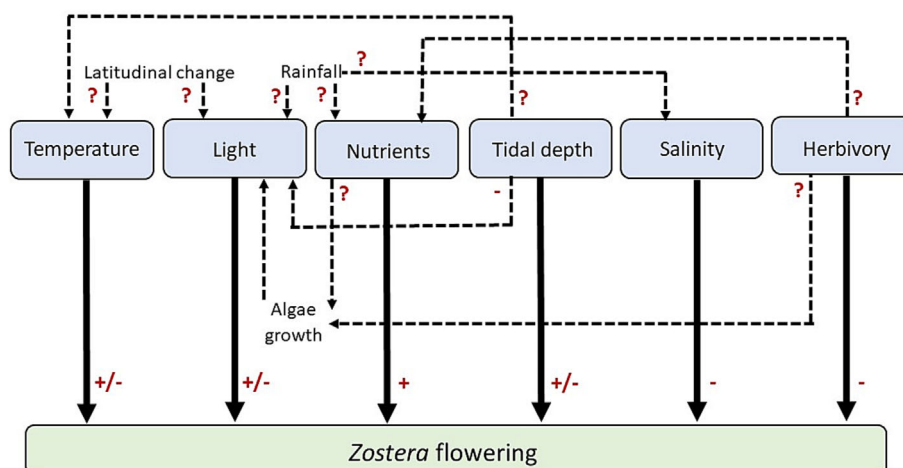 ?
Latitudinal change
Rainfall
? ? ? ? ? ?
Temperature
Light
Nutrients
Tidal depth
Salinity
Herbivory
? - ?
Algae
growth
+/- +/- + +/- - -
Zostera flowering